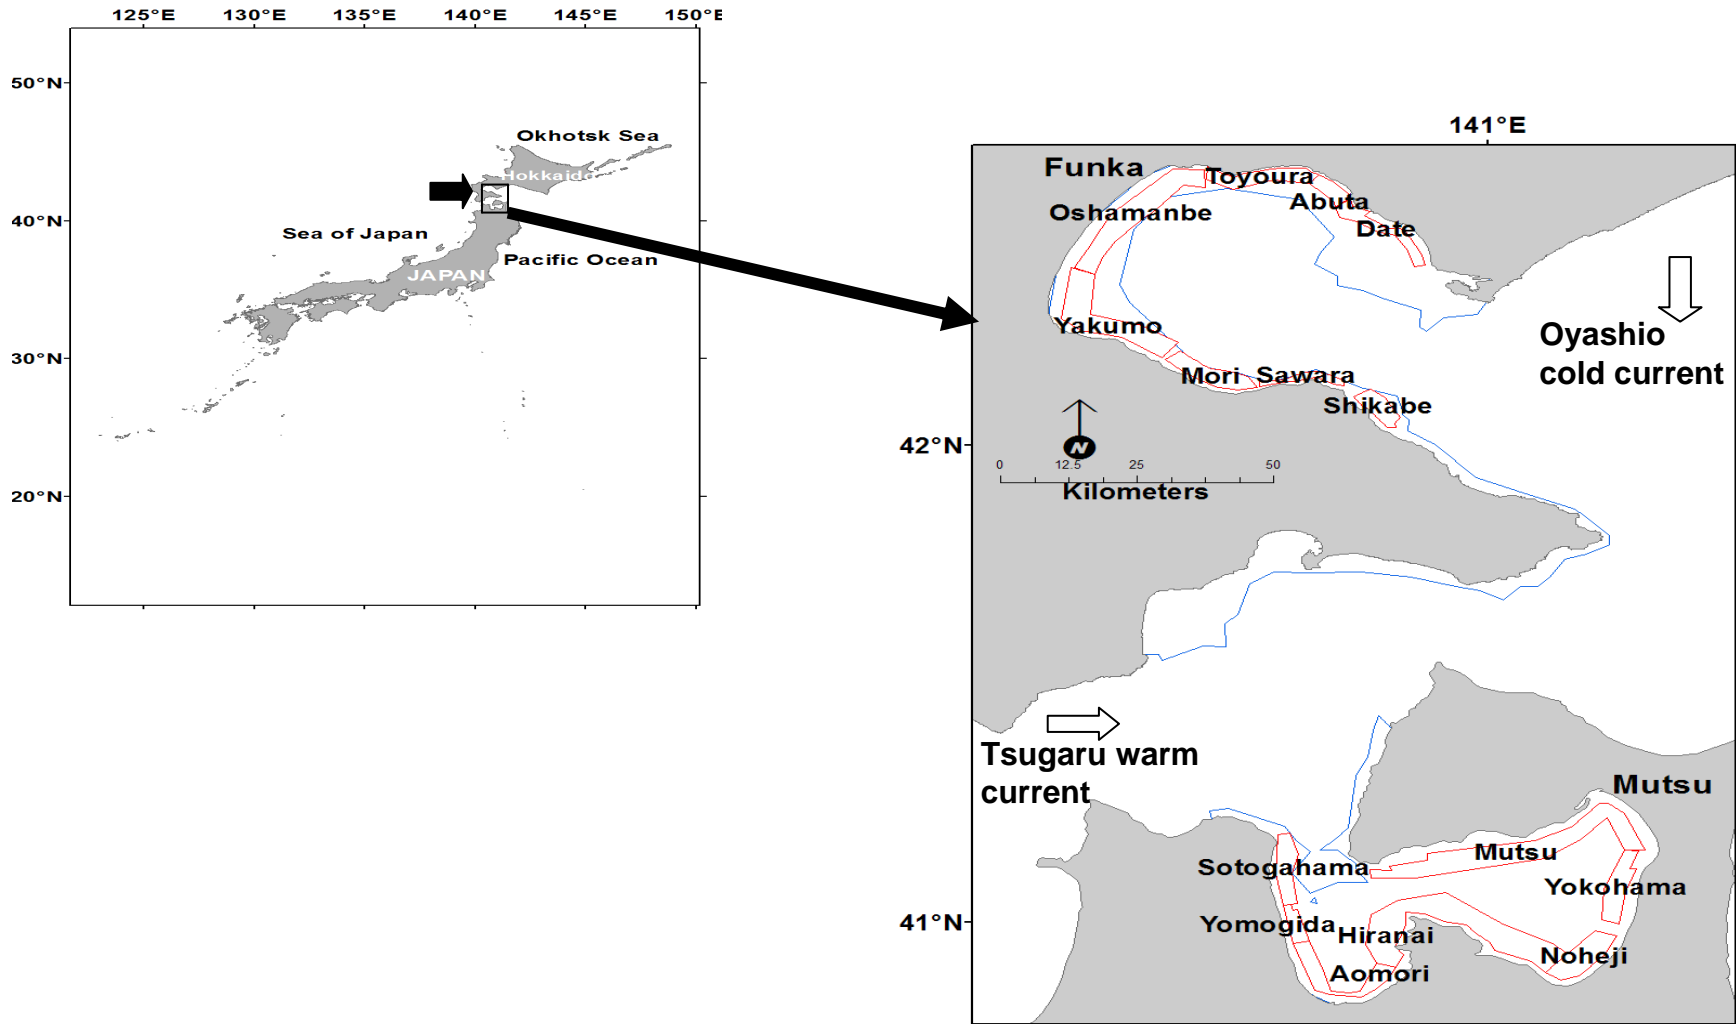 125°E 130°E 135°E 140°E 145°E 150°E
50°N
40°N
30°N
20°N
Okhotsk Sea
Hokkaido
Sea of Japan
Pacific Ocean
JAPAN
141°E
Funka
Toyoura
Abuta
Oshamanbe
Date
Yakumo
Oyashio
cold current
Mori
Sawara
Shikabe
42°N
N
0 12.5 25 50
Kilometers
Tsugaru warm
current
Mutsu
Mutsu
Sotogahama
Yokohama
41°N
Yomogida
Hiranai
Noheji
Aomori